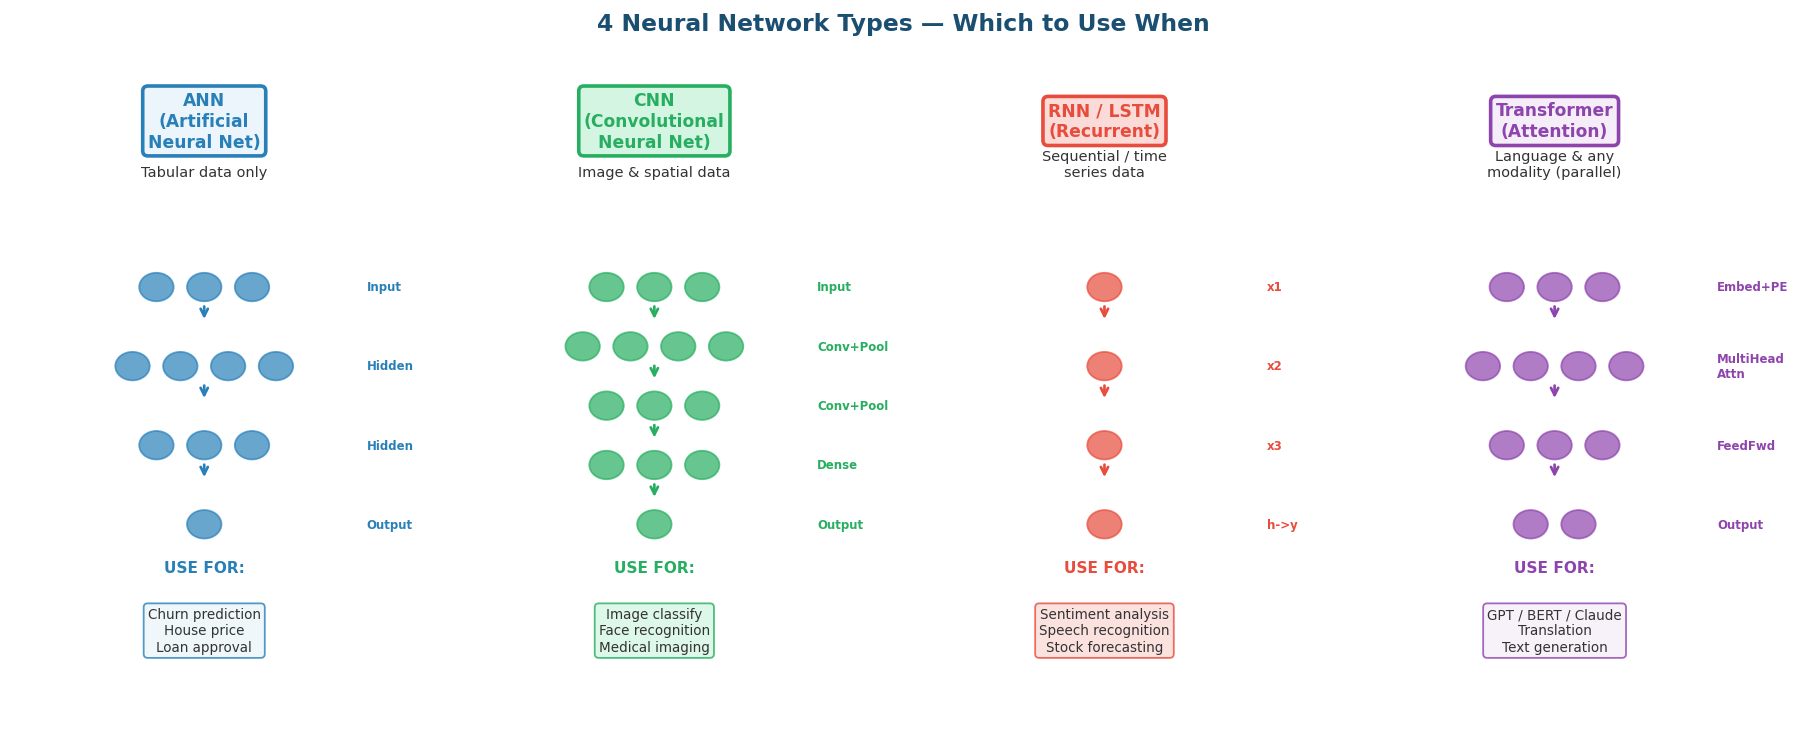 4 Neural Network Types — Which to Use When
ANN
(Artificial
Neural Net)
Tabular data only
Input
Hidden
Hidden
Output
USE FOR:
Churn prediction
House price
Loan approval
CNN
(Convolutional
Neural Net)
Image & spatial data
Input
Conv+Pool
Conv+Pool
Dense
Output
USE FOR:
Image classify
Face recognition
Medical imaging
RNN / LSTM
(Recurrent)
Sequential / time
series data
x1
x2
x3
h->y
USE FOR:
Sentiment analysis
Speech recognition
Stock forecasting
Transformer
(Attention)
Language & any
modality (parallel)
Embed+PE
MultiHead
Attn
FeedFwd
Output
USE FOR:
GPT / BERT / Claude
Translation
Text generation